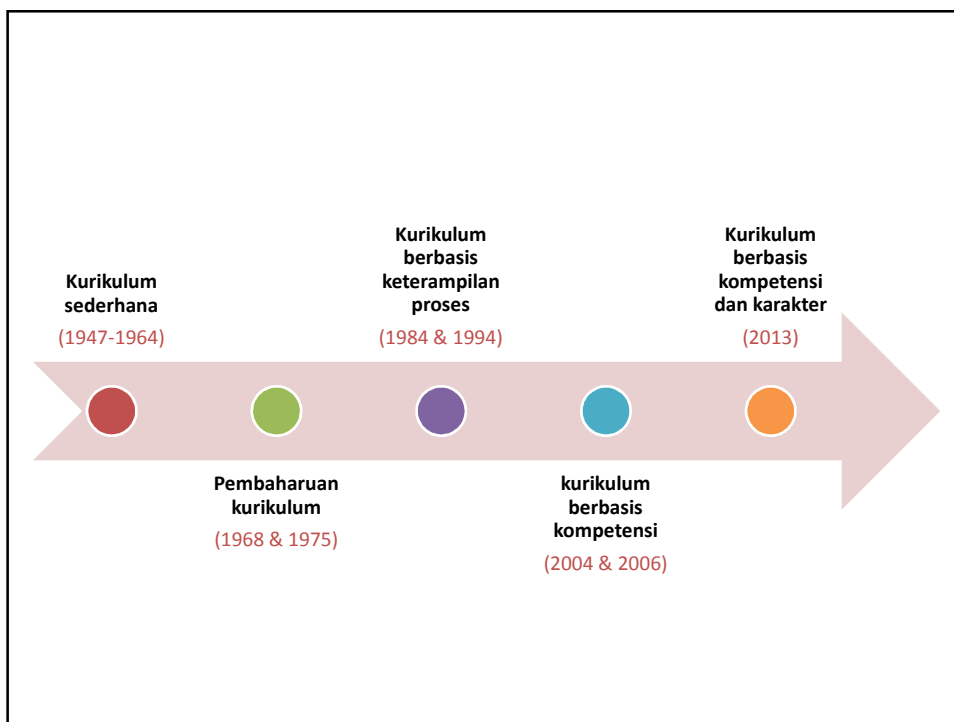 Kurikulum
sederhana
(1947-1964)
Pembaharuan
kurikulum
(1968 & 1975)
Kurikulum
berbasis
keterampilan
proses
(1984 & 1994)
kurikulum
berbasis
kompetensi
(2004 & 2006)
Kurikulum
berbasis
kompetensi
dan karakter
(2013)